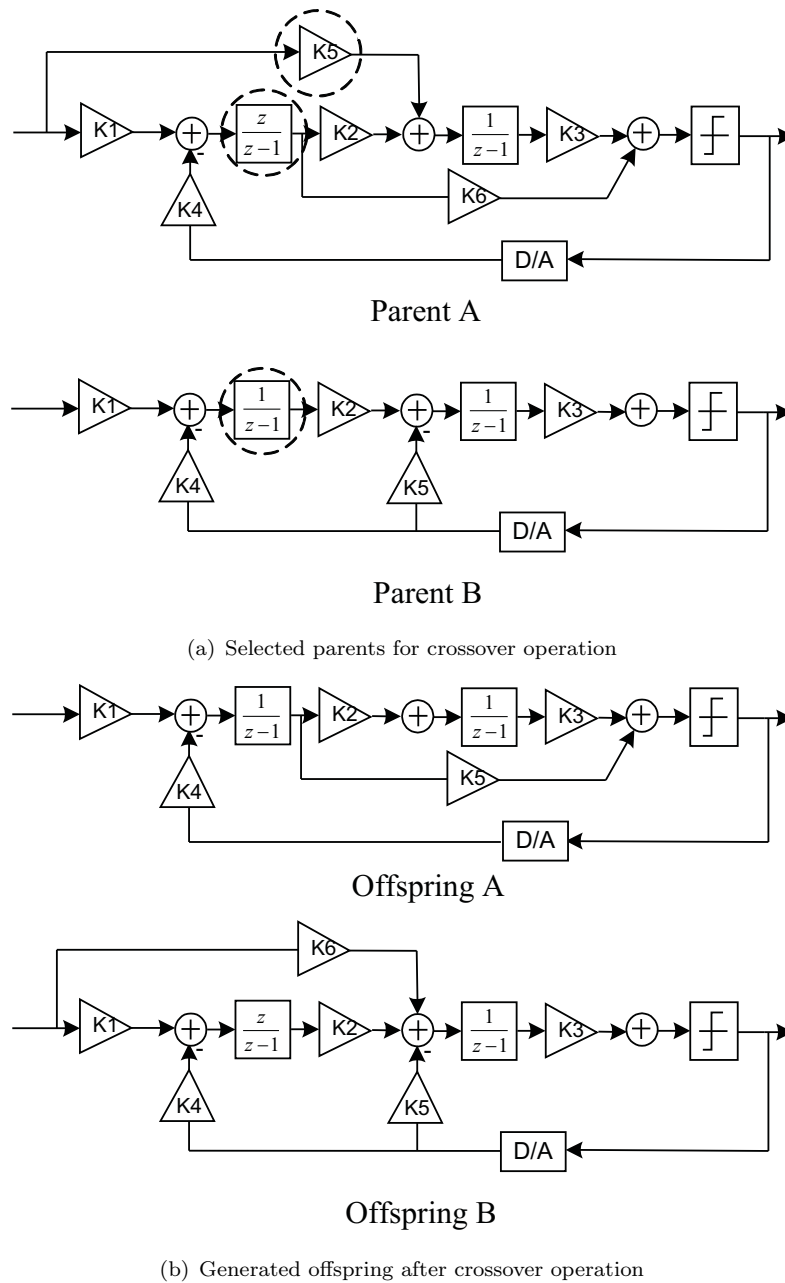 K5
K1 + z/(z−1) K2 + 1/(z−1) K3 +
-
K4 K6
D/A
Parent A
K1 + 1/(z−1) K2 + 1/(z−1) K3 +
- -
K4 K5
D/A
Parent B
(a) Selected parents for crossover operation
K1 + 1/(z−1) K2 + 1/(z−1) K3 +
-
K4 K5
D/A
Offspring A
K6
K1 + z/(z−1) K2 + 1/(z−1) K3 +
- -
K4 K5
D/A
Offspring B
(b) Generated offspring after crossover operation